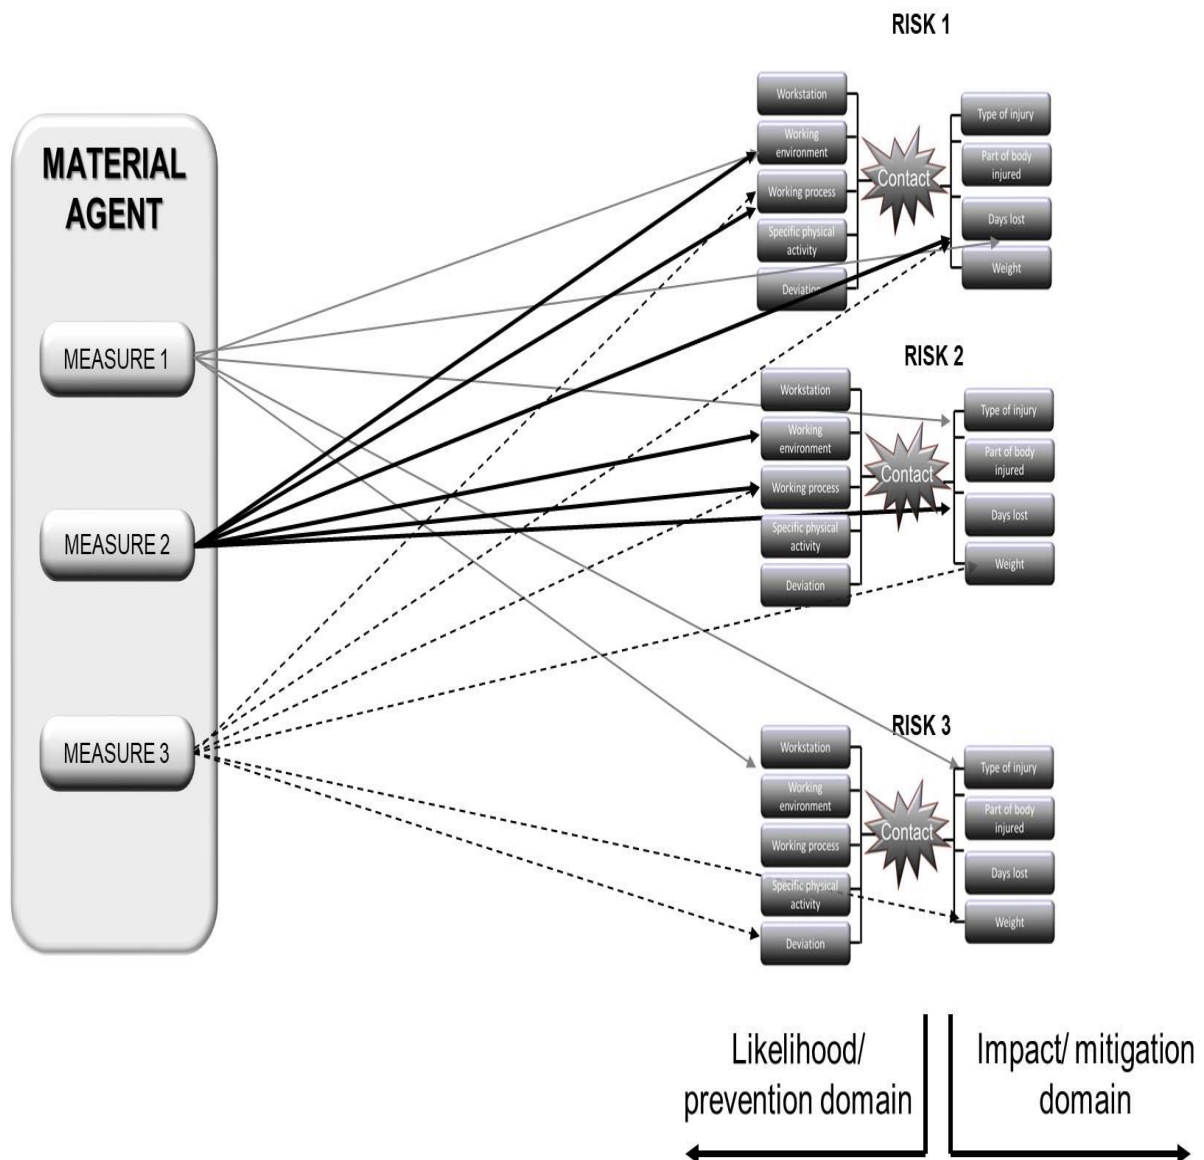 MATERIAL
AGENT
MEASURE 1
MEASURE 2
MEASURE 3
RISK 1
Workstation
Working
environment
Working process
Specific physical
activity
Deviation
Contact
Type of injury
Part of body
injured
Days lost
Weight
RISK 2
Workstation
Working
environment
Working process
Specific physical
activity
Deviation
Contact
Type of injury
Part of body
injured
Days lost
Weight
RISK 3
Workstation
Working
environment
Working process
Specific physical
activity
Deviation
Contact
Type of injury
Part of body
injured
Days lost
Weight
Likelihood/
prevention domain
Impact/ mitigation
domain